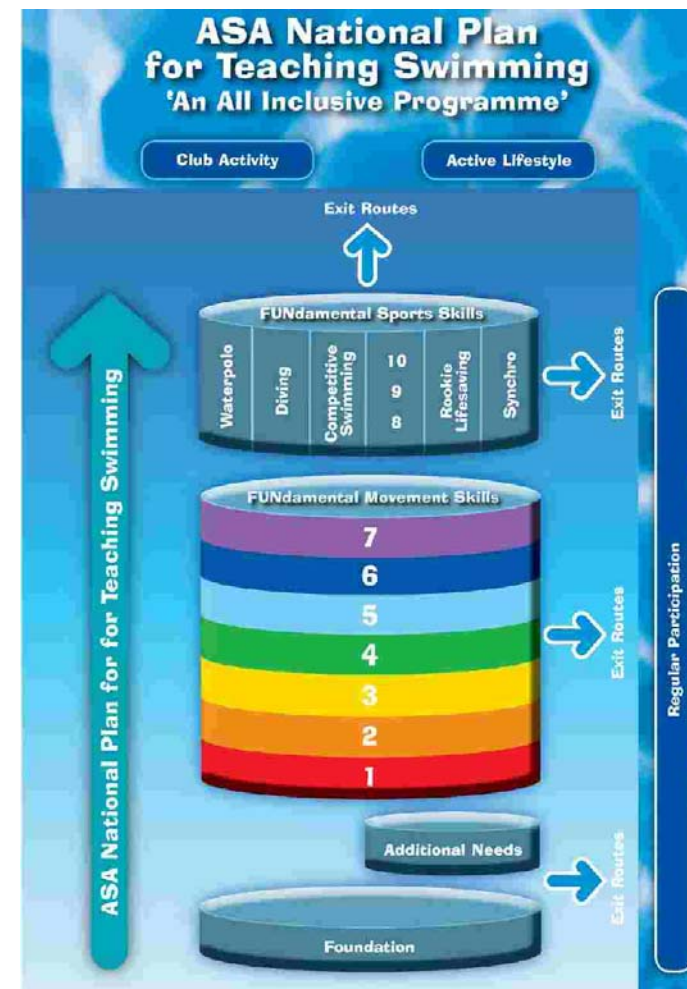 ASA National Plan
for Teaching Swimming
'An All Inclusive Programme'
Club Activity
Active Lifestyle
Exit Routes
FUNdamental Sports Skills
Waterpolo
Diving
Competitive
Swimming
10
9
8
Rookie
Lifesaving
Synchro
Exit Routes
FUNdamental Movement Skills
7
6
5
4
3
2
1
Exit Routes
Additional Needs
Foundation
Exit Routes
ASA National Plan for for Teaching Swimming
Regular Participation